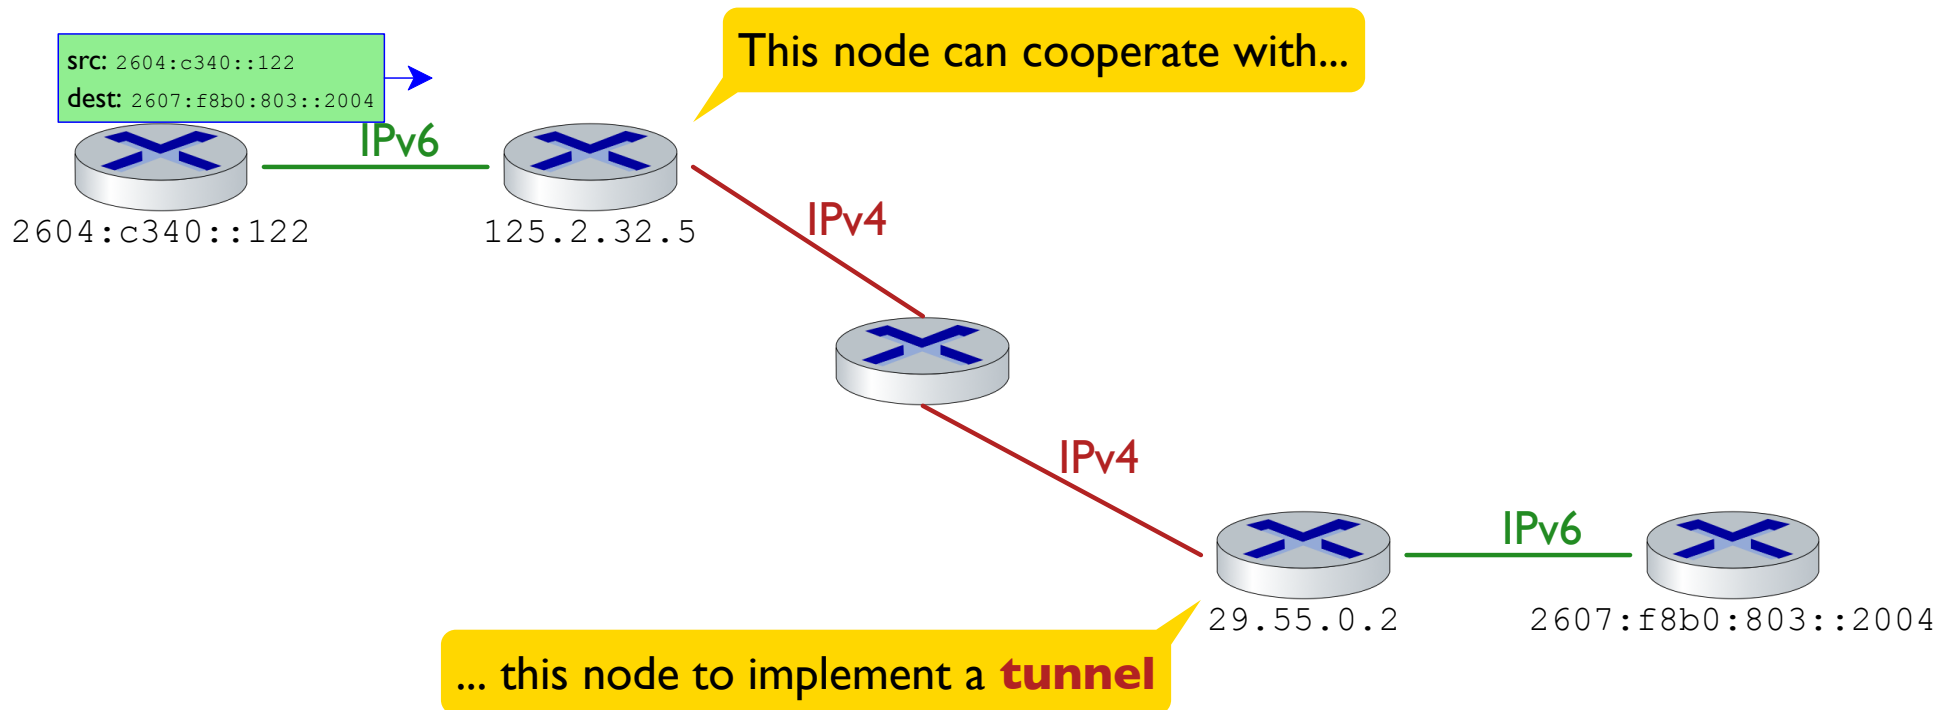 This node can cooperate with...
src: 2604:c340::122
dest: 2607:f8b0:803::2004
IPv6
2604:c340::122
125.2.32.5
IPv4
IPv4
IPv6
29.55.0.2
2607:f8b0:803::2004
... this node to implement a tunnel